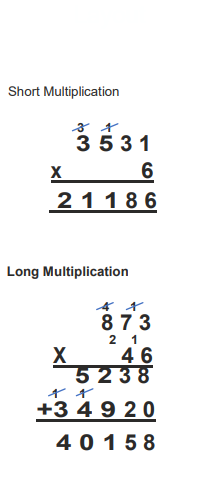 Short Multiplication
3 1
3 5 3 1
x 6
2 1 1 8 6
Long Multiplication
4 1
8 7 3
2 1
X 4 6
5 2 3 8
1 1
+3 4 9 2 0
4 0 1 5 8